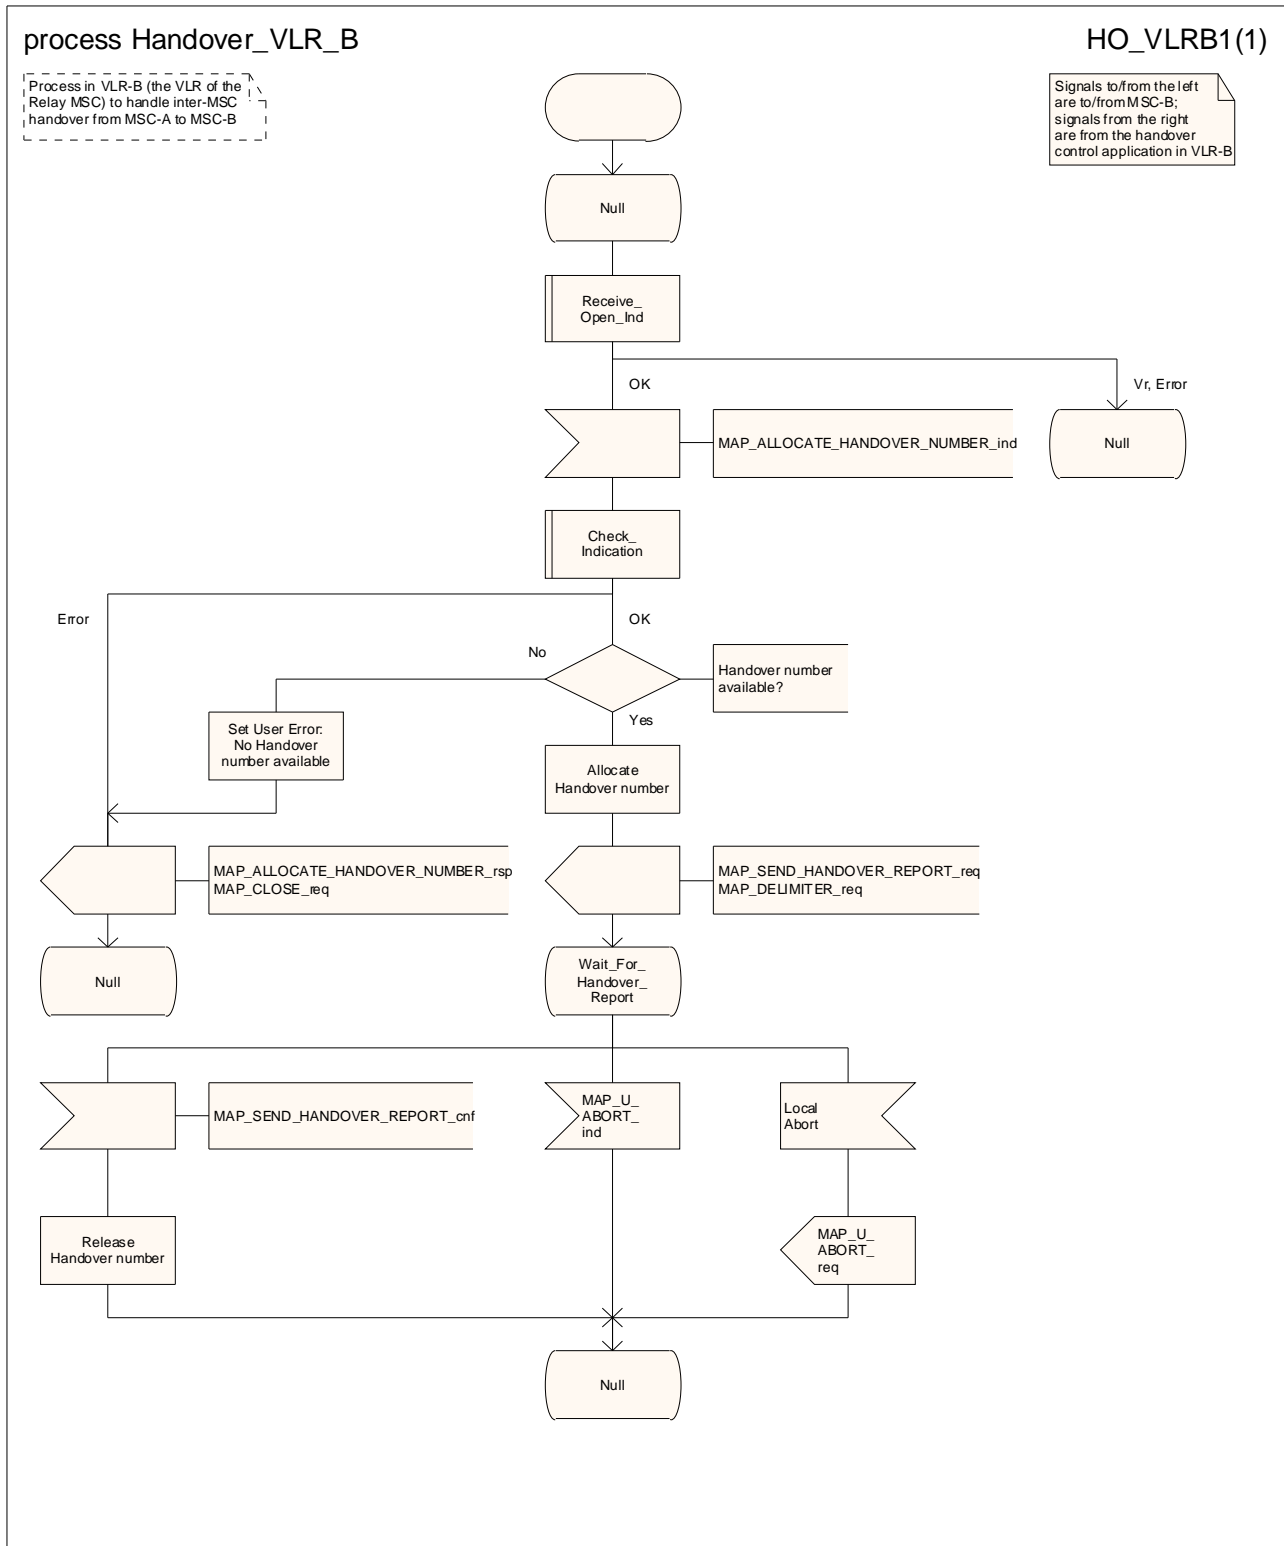 process Handover_VLR_B
HO_VLRB1(1)
Process in VLR-B (the VLR of the
Relay MSC) to handle inter-MSC
handover from MSC-A to MSC-B
Signals to/from the left
are to/from MSC-B;
signals from the right
are from the handover
control application in VLR-B
Null
Receive_
Open_Ind
OK
Vr, Error
MAP_ALLOCATE_HANDOVER_NUMBER_ind
Null
Check_
Indication
Error
OK
No
Handover number
available?
Yes
Set User Error:
No Handover
number available
Allocate
Handover number
MAP_ALLOCATE_HANDOVER_NUMBER_rsp
MAP_CLOSE_req
MAP_SEND_HANDOVER_REPORT_req
MAP_DELIMITER_req
Null
Wait_For_
Handover_
Report
MAP_SEND_HANDOVER_REPORT_cnf
MAP_U_
ABORT_
ind
Local
Abort
Release
Handover number
MAP_U_
ABORT_
req
Null